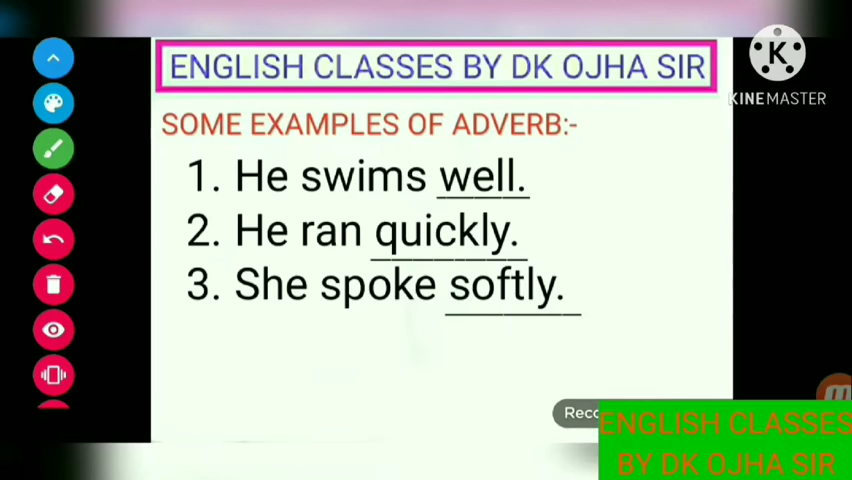 ENGLISH CLASSES BY DK OJHA SIR
KINEMASTER
SOME EXAMPLES OF ADVERB:-
1. He swims well.
2. He ran quickly.
3. She spoke softly.
ENGLISH CLASSES
BY DK OJHA SIR